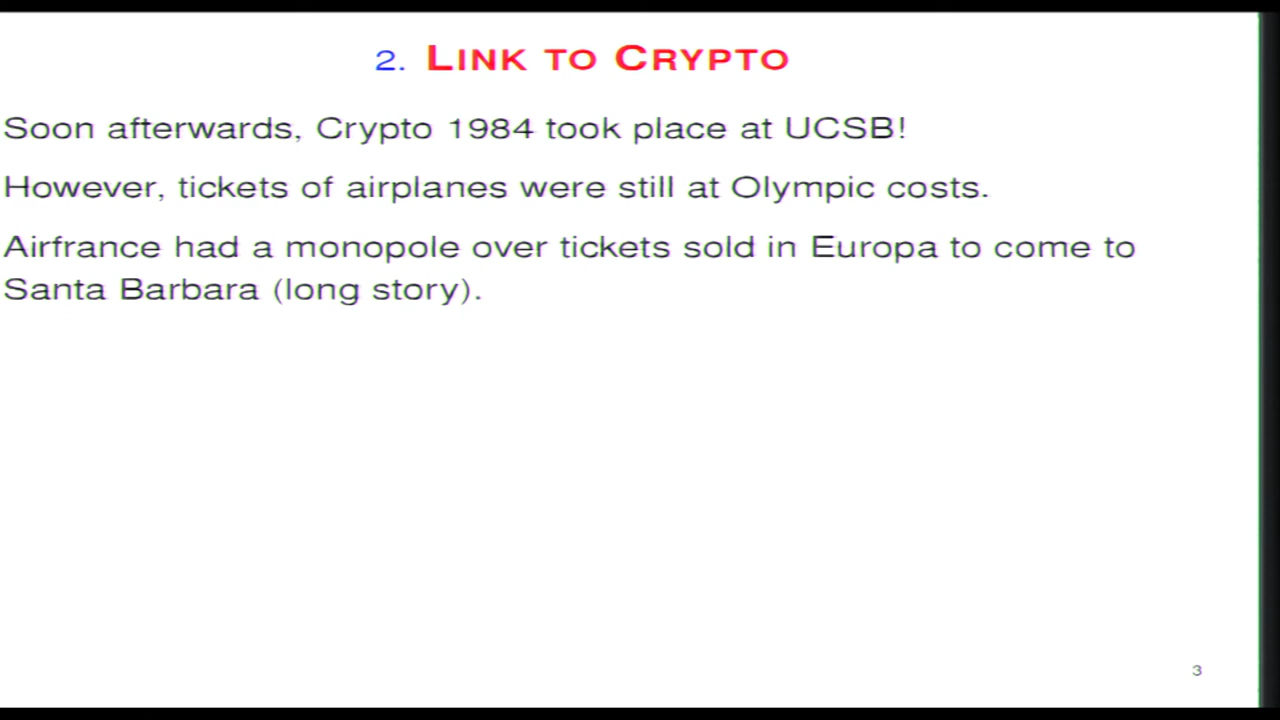 2. LINK TO CRYPTO
Soon afterwards, Crypto 1984 took place at UCSB!
However, tickets of airplanes were still at Olympic costs.
Airfrance had a monopole over tickets sold in Europa to come to
Santa Barbara (long story).
3